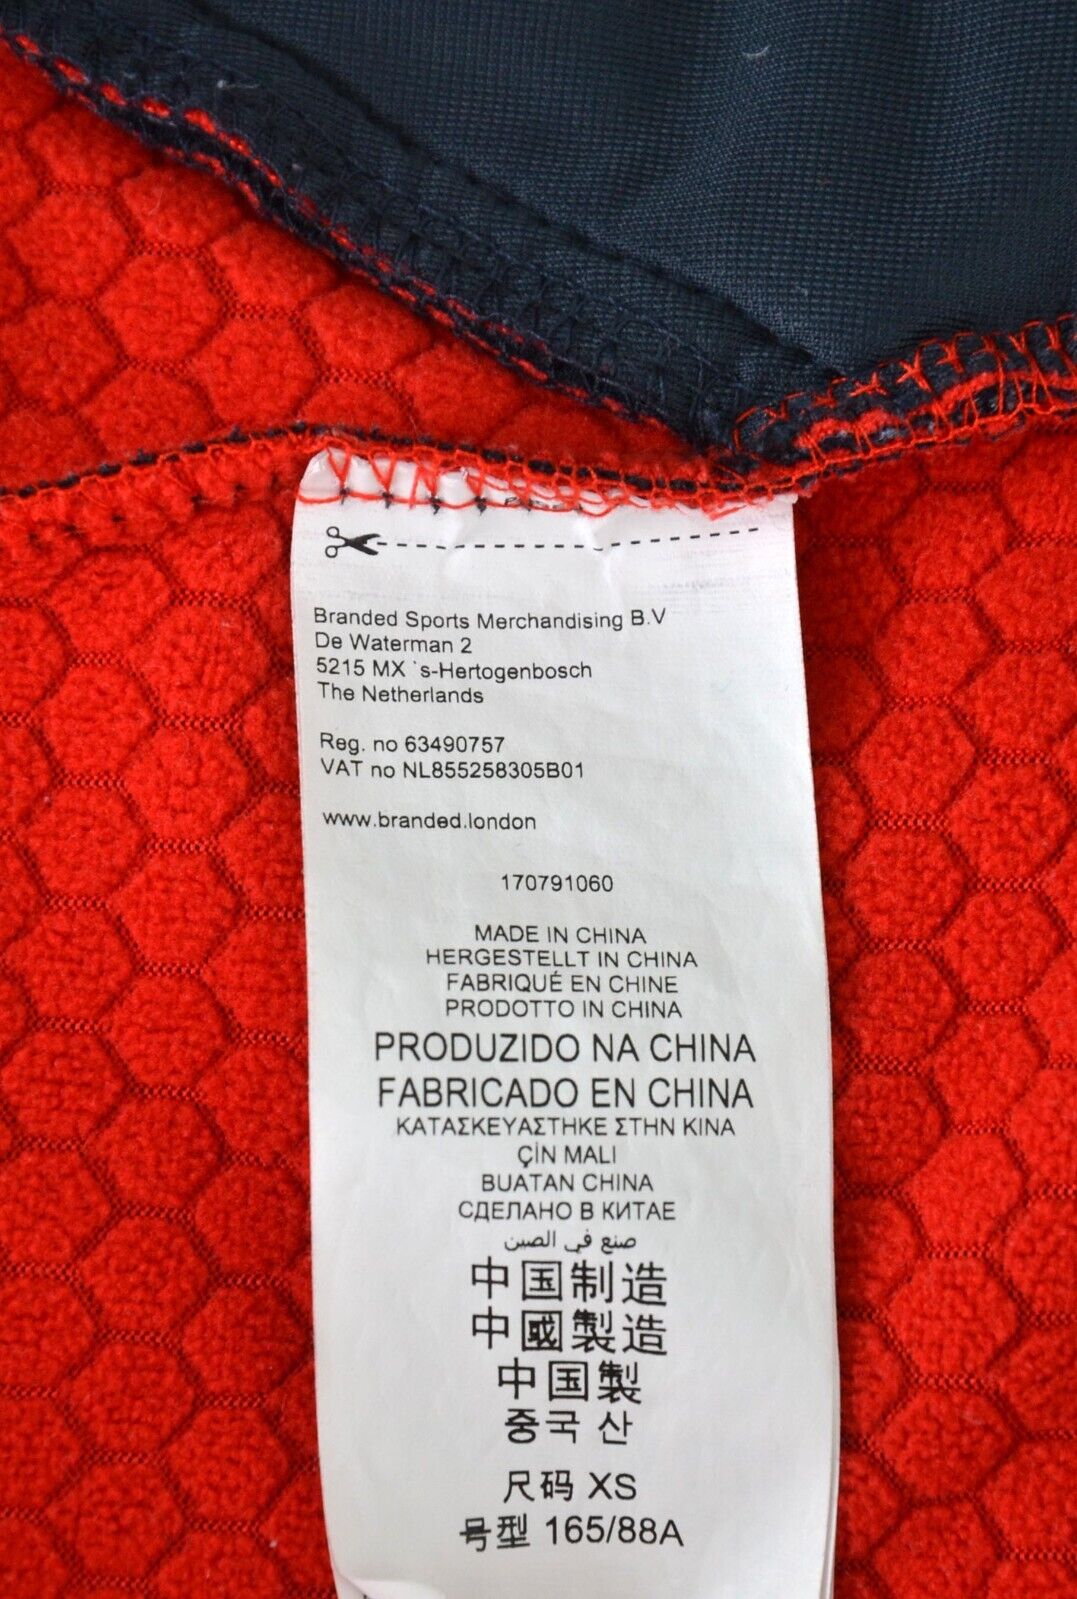 Branded Sports Merchandising B.V
De Waterman 2
5215 MX `s-Hertogenbosch
The Netherlands
Reg. no 63490757
VAT no NL855258305B01
www.branded.london
170791060
MADE IN CHINA
HERGESTELLT IN CHINA
FABRIQUÉ EN CHINE
PRODOTTO IN CHINA
PRODUZIDO NA CHINA
FABRICADO EN CHINA
ΚΑΤΑΣΚΕΥΑΣΤΗΚΕ ΣΤΗΝ ΚΙΝΑ
ÇİN MALI
BUATAN CHINA
СДЕЛАНО В КИТАЕ
صنع في الصين
中国制造
中國製造
中国製
중국 산
尺码 XS
号型 165/88A